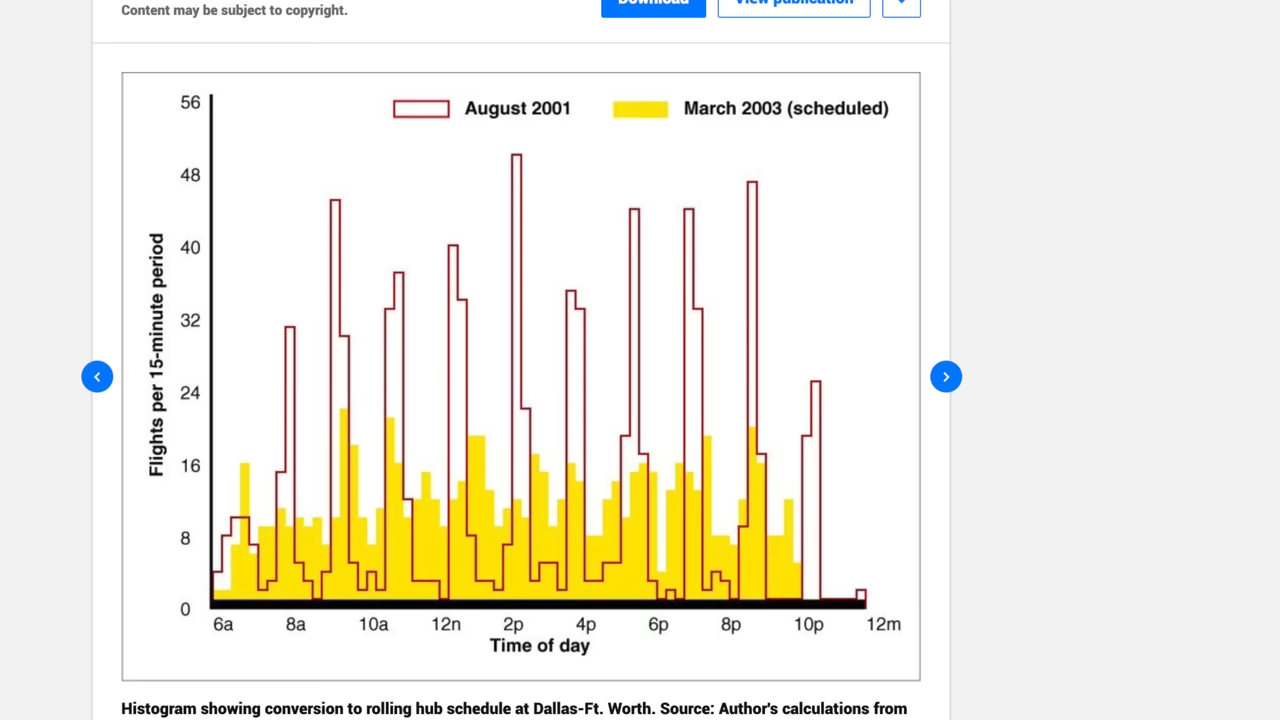 Content may be subject to copyright.
Download
View publication
August 2001
March 2003 (scheduled)
56
48
40
32
24
16
8
0
Flights per 15-minute period
6a 8a 10a 12n 2p 4p 6p 8p 10p 12m
Time of day
Histogram showing conversion to rolling hub schedule at Dallas-Ft. Worth. Source: Author's calculations from